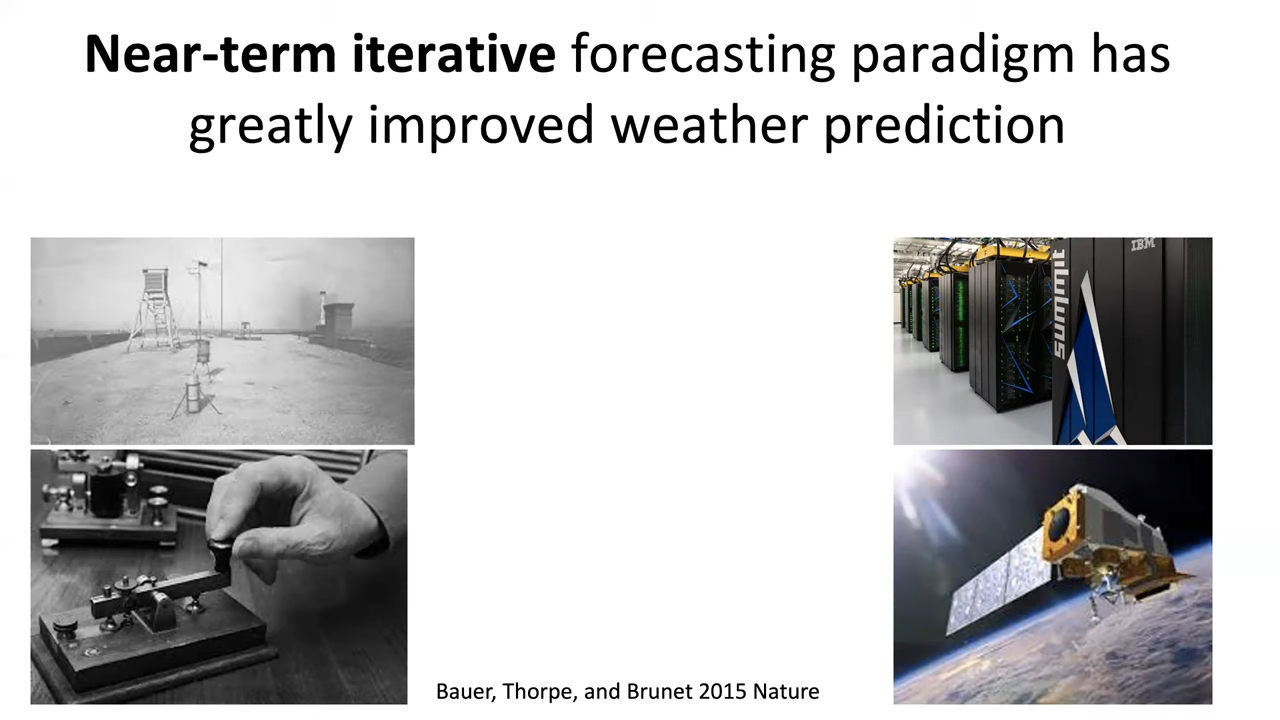 Near-term iterative forecasting paradigm has
greatly improved weather prediction
IBM
summit
Bauer, Thorpe, and Brunet 2015 Nature